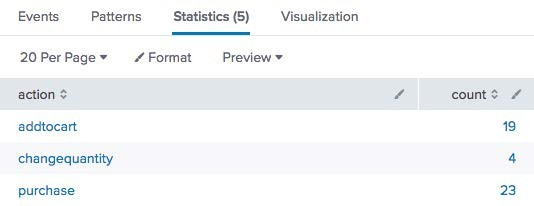 Events Patterns Statistics (5) Visualization
20 Per Page Format Preview
action count
addtocart 19
changequantity 4
purchase 23